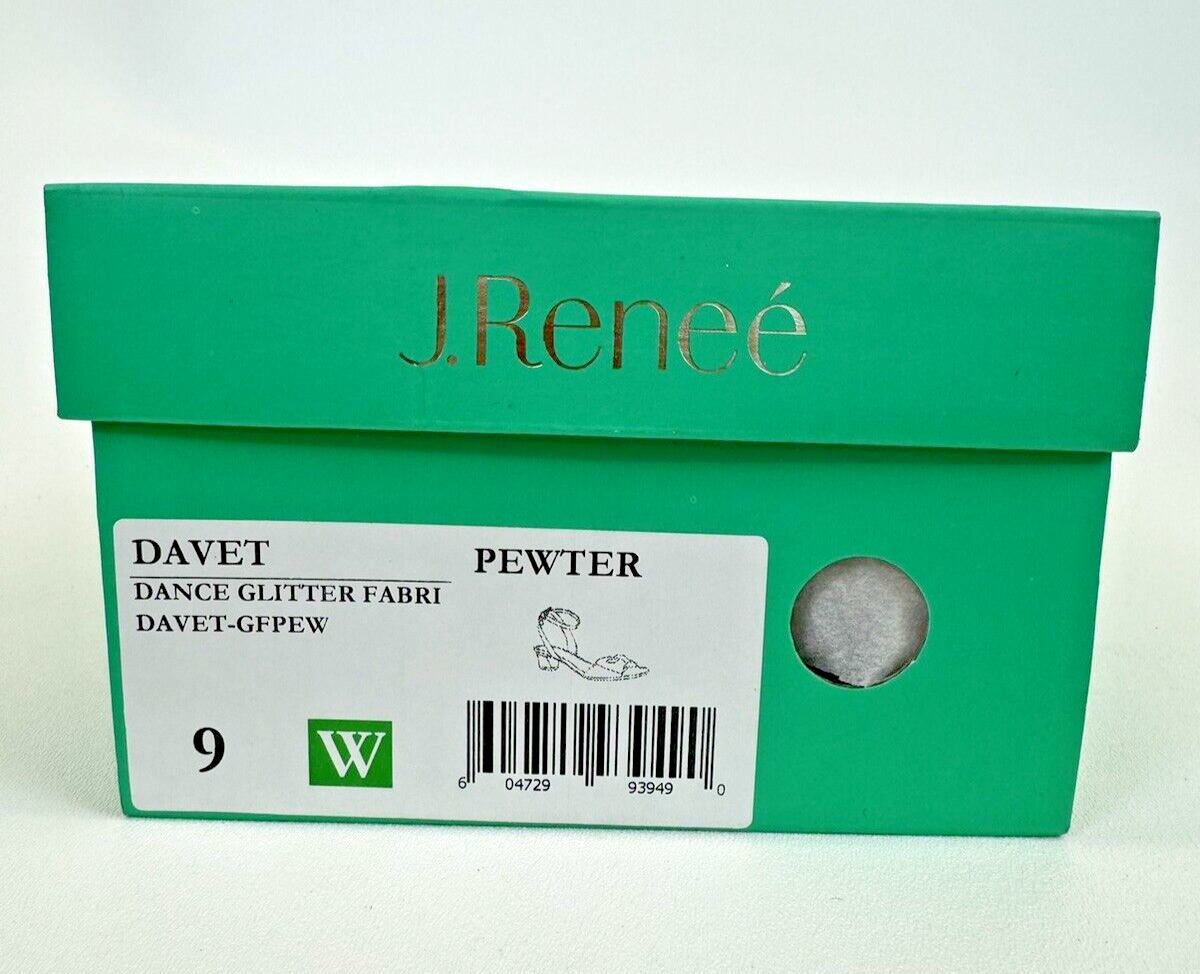 J.Reneé
DAVET PEWTER
DANCE GLITTER FABRI
DAVET-GFPEW
9 W
6 04729 93949 0